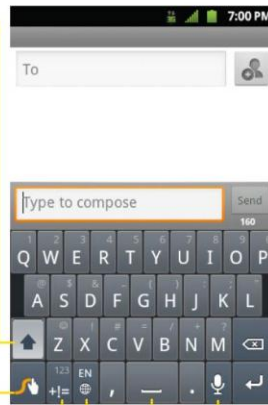 7:00 PM
To
Type to compose
Send
160
1 2 3 4 5 6 7 8 9 0
Q W E R T Y U I O P
@ $ & _ ( ) : ; "
A S D F G H J K L
☺ ! # = / + ?
Z X C V B N M
123 EN
+!= , .